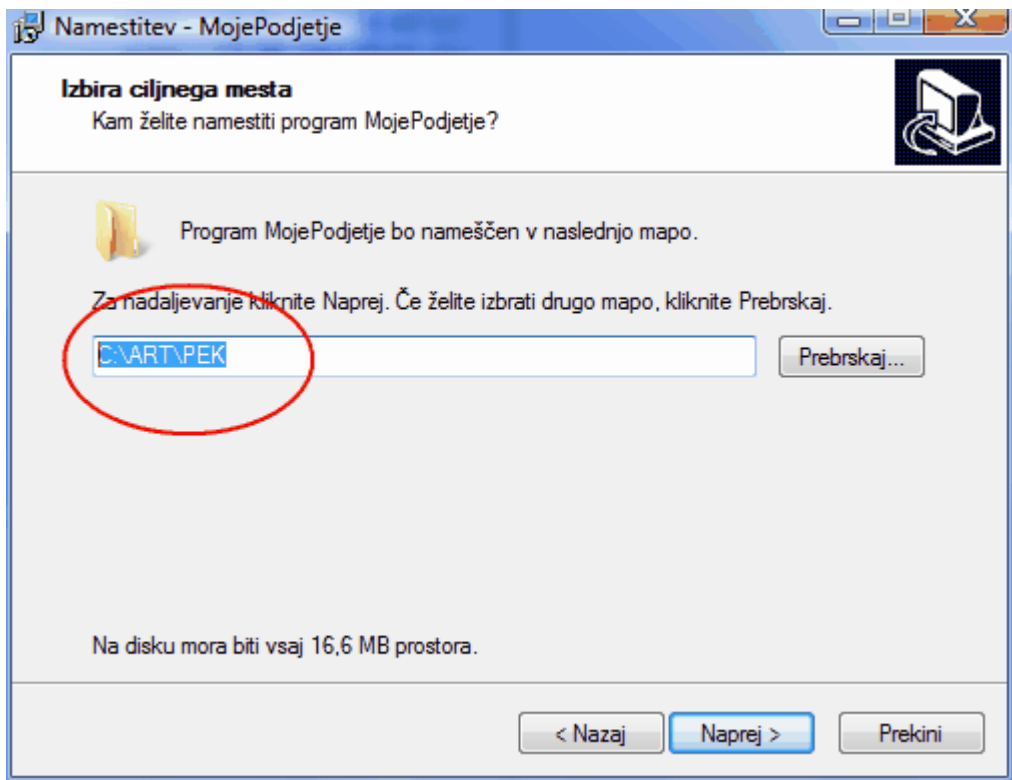 Namestitev - MojePodjetje
Izbira ciljnega mesta
Kam želite namestiti program MojePodjetje?
Program MojePodjetje bo nameščen v naslednjo mapo.
Za nadaljevanje kliknite Naprej. Če želite izbrati drugo mapo, kliknite Prebrskaj.
C:\ART\PEK
Prebrskaj...
Na disku mora biti vsaj 16,6 MB prostora.
< Nazaj
Naprej >
Prekini